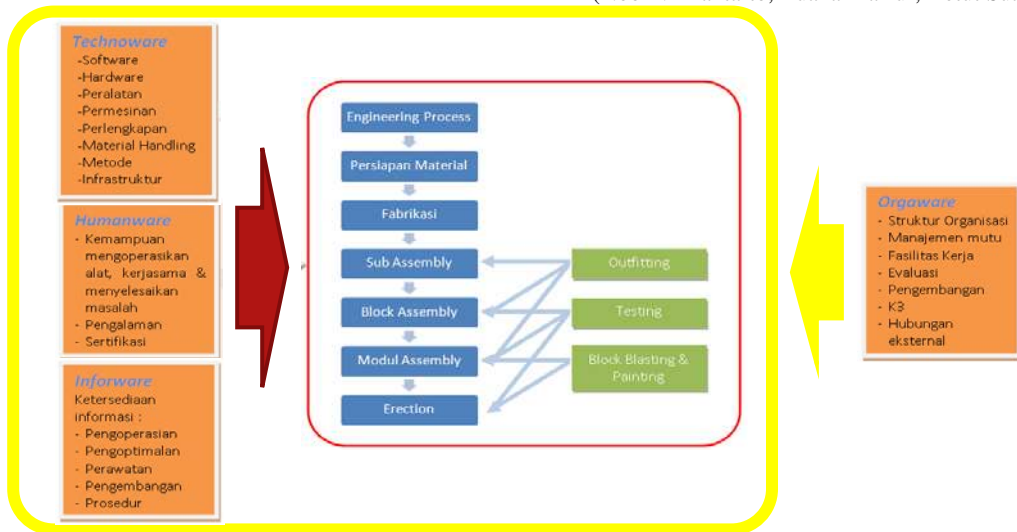 Technoware
-Software
-Hardware
-Peralatan
-Permesinan
-Perlengkapan
-Material Handling
-Metode
-Infrastruktur
Humanware
- Kemampuan
mengoperasikan
alat, kerjasama &
menyelesaikan
masalah
- Pengalaman
- Sertifikasi
Inforware
Ketersediaan
informasi :
- Pengoperasian
- Pengoptimalan
- Perawatan
- Pengembangan
- Prosedur
Engineering Process
Persiapan Material
Fabrikasi
Sub Assembly
Block Assembly
Modul Assembly
Erection
Outfitting
Testing
Block Blasting &
Painting
Orgaware
- Struktur Organisasi
- Manajemen mutu
- Fasilitas Kerja
- Evaluasi
- Pengembangan
- K3
- Hubungan
eksternal